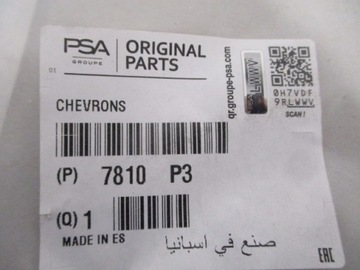 PSA
GROUPE
ORIGINAL
PARTS
01
CHEVRONS
qr.groupe-psa.com
RLWWV
0H7VDF
9RLWWV
SCAN!
(P) 7810 P3
(Q) 1
MADE IN ES
صنع في اسبانيا
EAC